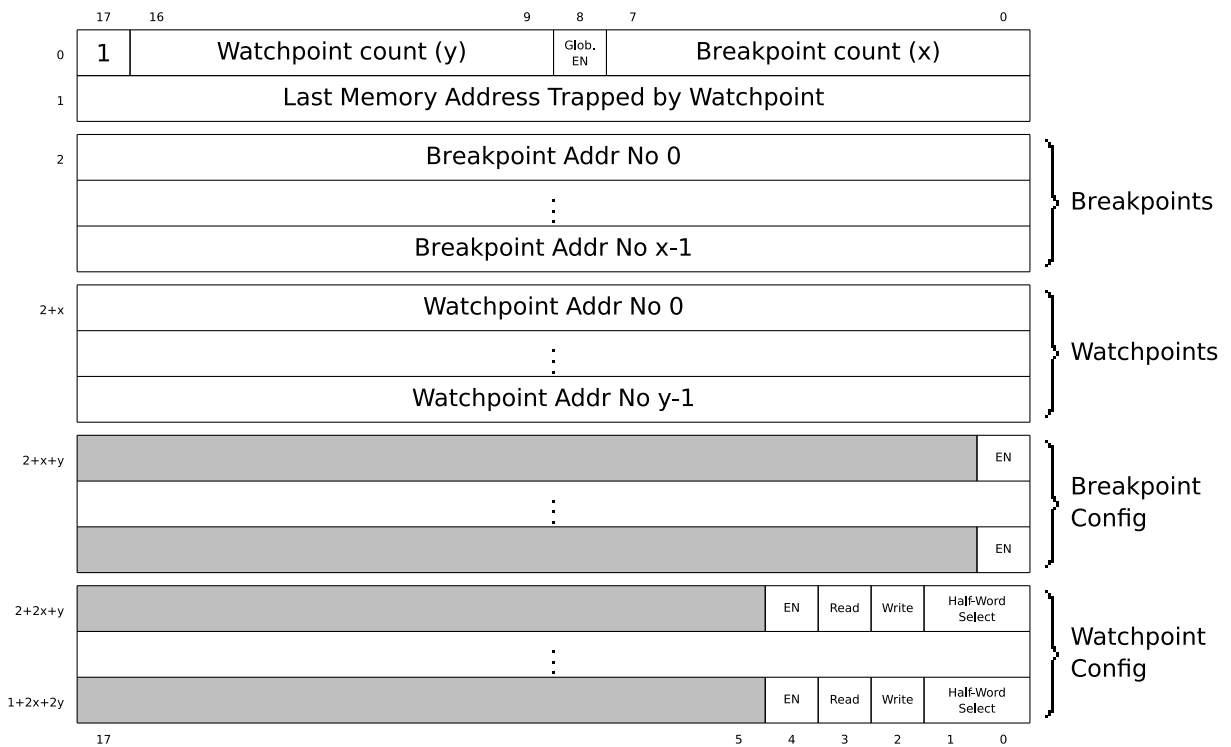 17 16 9 8 7 0
0 1 Watchpoint count (y) Glob. EN Breakpoint count (x)
1 Last Memory Address Trapped by Watchpoint
2 Breakpoint Addr No 0
⋮
Breakpoint Addr No x-1
Breakpoints
2+x Watchpoint Addr No 0
⋮
Watchpoint Addr No y-1
Watchpoints
2+x+y EN
⋮
EN
Breakpoint
Config
2+2x+y EN Read Write Half-Word Select
⋮
1+2x+2y EN Read Write Half-Word Select
Watchpoint
Config
17 5 4 3 2 1 0